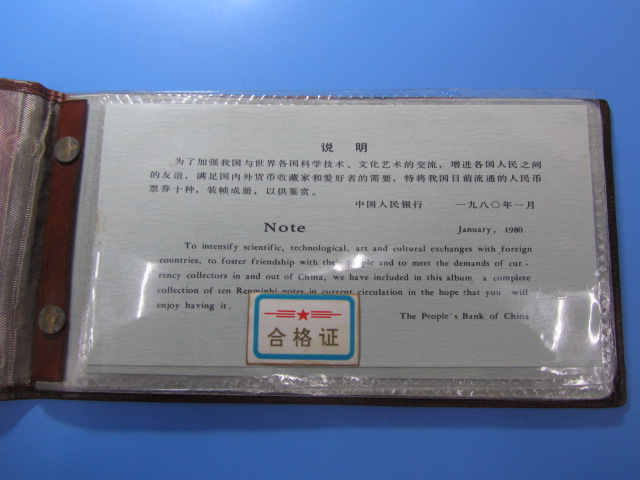 说 明
为了加强我国与世界各国科学技术、文化艺术的交流，增进各国人民之间
的友谊，满足国内外货币收藏家和爱好者的需要，特将我国目前流通的人民币
票券十种，装帧成册，以供鉴赏。
中国人民银行 一九八〇年一月
Note January, 1980
To intensify scientific, technological, art and cultural exchanges with foreign
countries, to foster friendship with their people and to meet the demands of cur-
rency collectors in and out of China, we have included in this album a complete
collection of ten Renminbi notes in current circulation in the hope that you will
enjoy having it.
The People's Bank of China
合格证